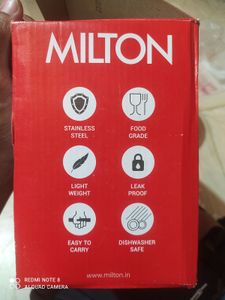 MILTON
STAINLESS
STEEL
FOOD
GRADE
LIGHT
WEIGHT
LEAK
PROOF
EASY TO
CARRY
DISHWASHER
SAFE
www.milton.in
REDMI NOTE 8
AI QUAD CAMERA